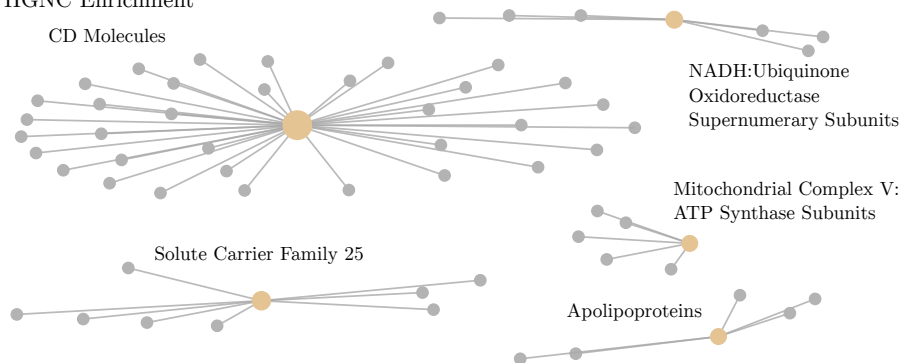 HGNC Enrichment
CD Molecules
NADH:Ubiquinone
Oxidoreductase
Supernumerary Subunits
Mitochondrial Complex V:
ATP Synthase Subunits
Solute Carrier Family 25
Apolipoproteins